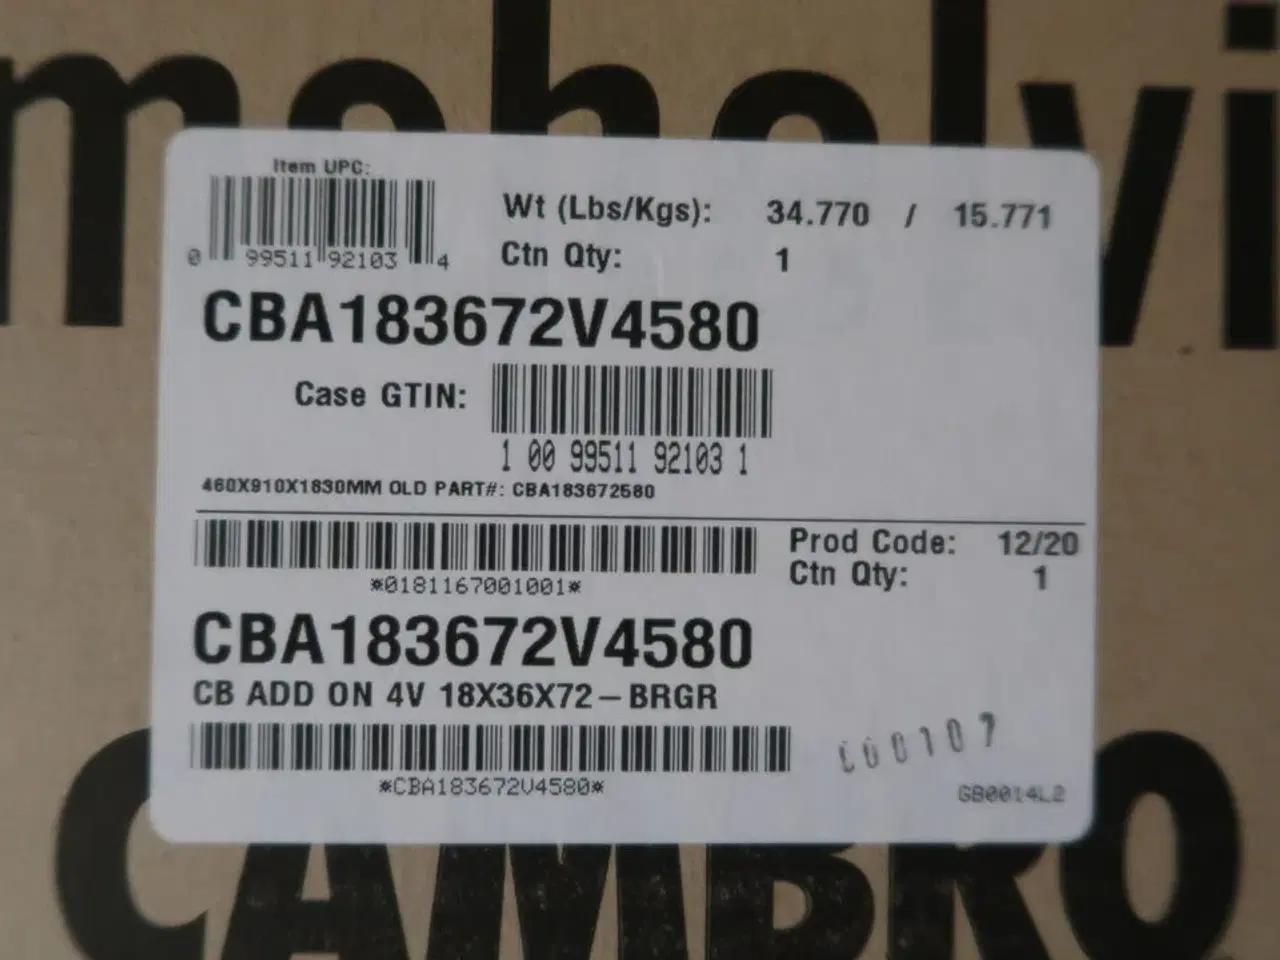 Item UPC:
Wt (Lbs/Kgs): 34.770 / 15.771
0 99511 92103 4
Ctn Qty: 1
CBA183672V4580
Case GTIN:
1 00 99511 92103 1
460X910X1830MM OLD PART#: CBA183672580
Prod Code: 12/20
Ctn Qty: 1
*0181167001001*
CBA183672V4580
CB ADD ON 4V 18X36X72–BRGR
*CBA183672V4580*
GB0014L2
CAMBRO